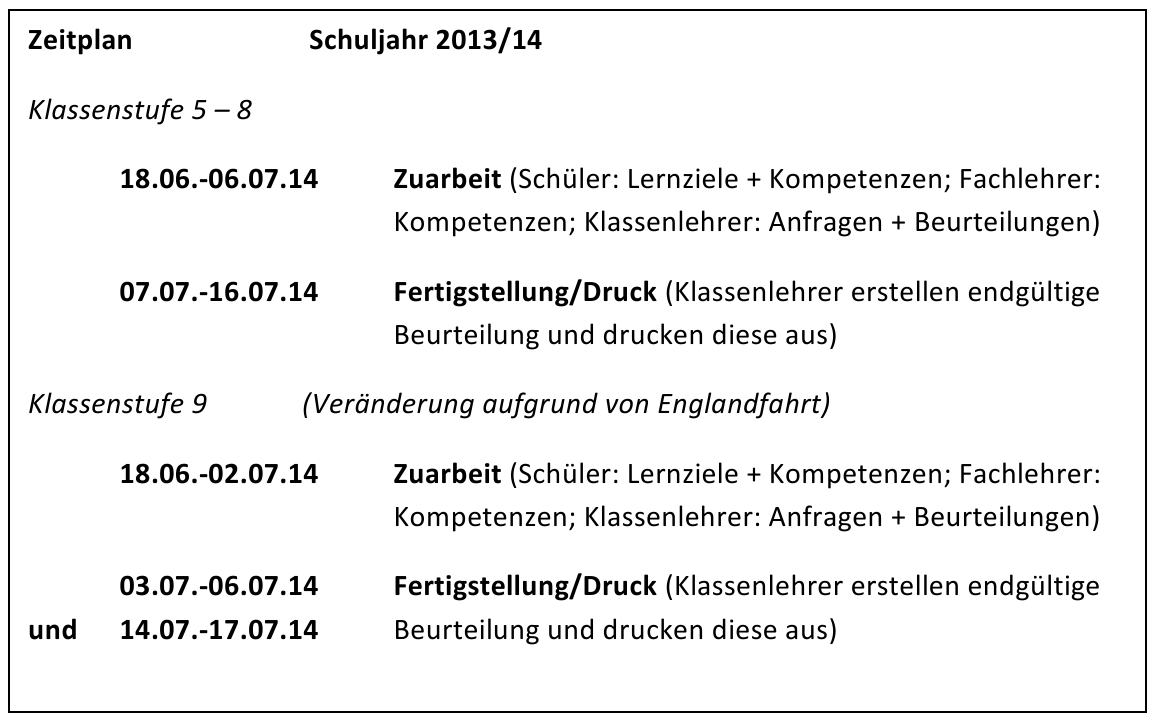 Zeitplan Schuljahr 2013/14
Klassenstufe 5 – 8
18.06.-06.07.14 Zuarbeit (Schüler: Lernziele + Kompetenzen; Fachlehrer:
Kompetenzen; Klassenlehrer: Anfragen + Beurteilungen)
07.07.-16.07.14 Fertigstellung/Druck (Klassenlehrer erstellen endgültige
Beurteilung und drucken diese aus)
Klassenstufe 9 (Veränderung aufgrund von Englandfahrt)
18.06.-02.07.14 Zuarbeit (Schüler: Lernziele + Kompetenzen; Fachlehrer:
Kompetenzen; Klassenlehrer: Anfragen + Beurteilungen)
03.07.-06.07.14 Fertigstellung/Druck (Klassenlehrer erstellen endgültige
und 14.07.-17.07.14 Beurteilung und drucken diese aus)